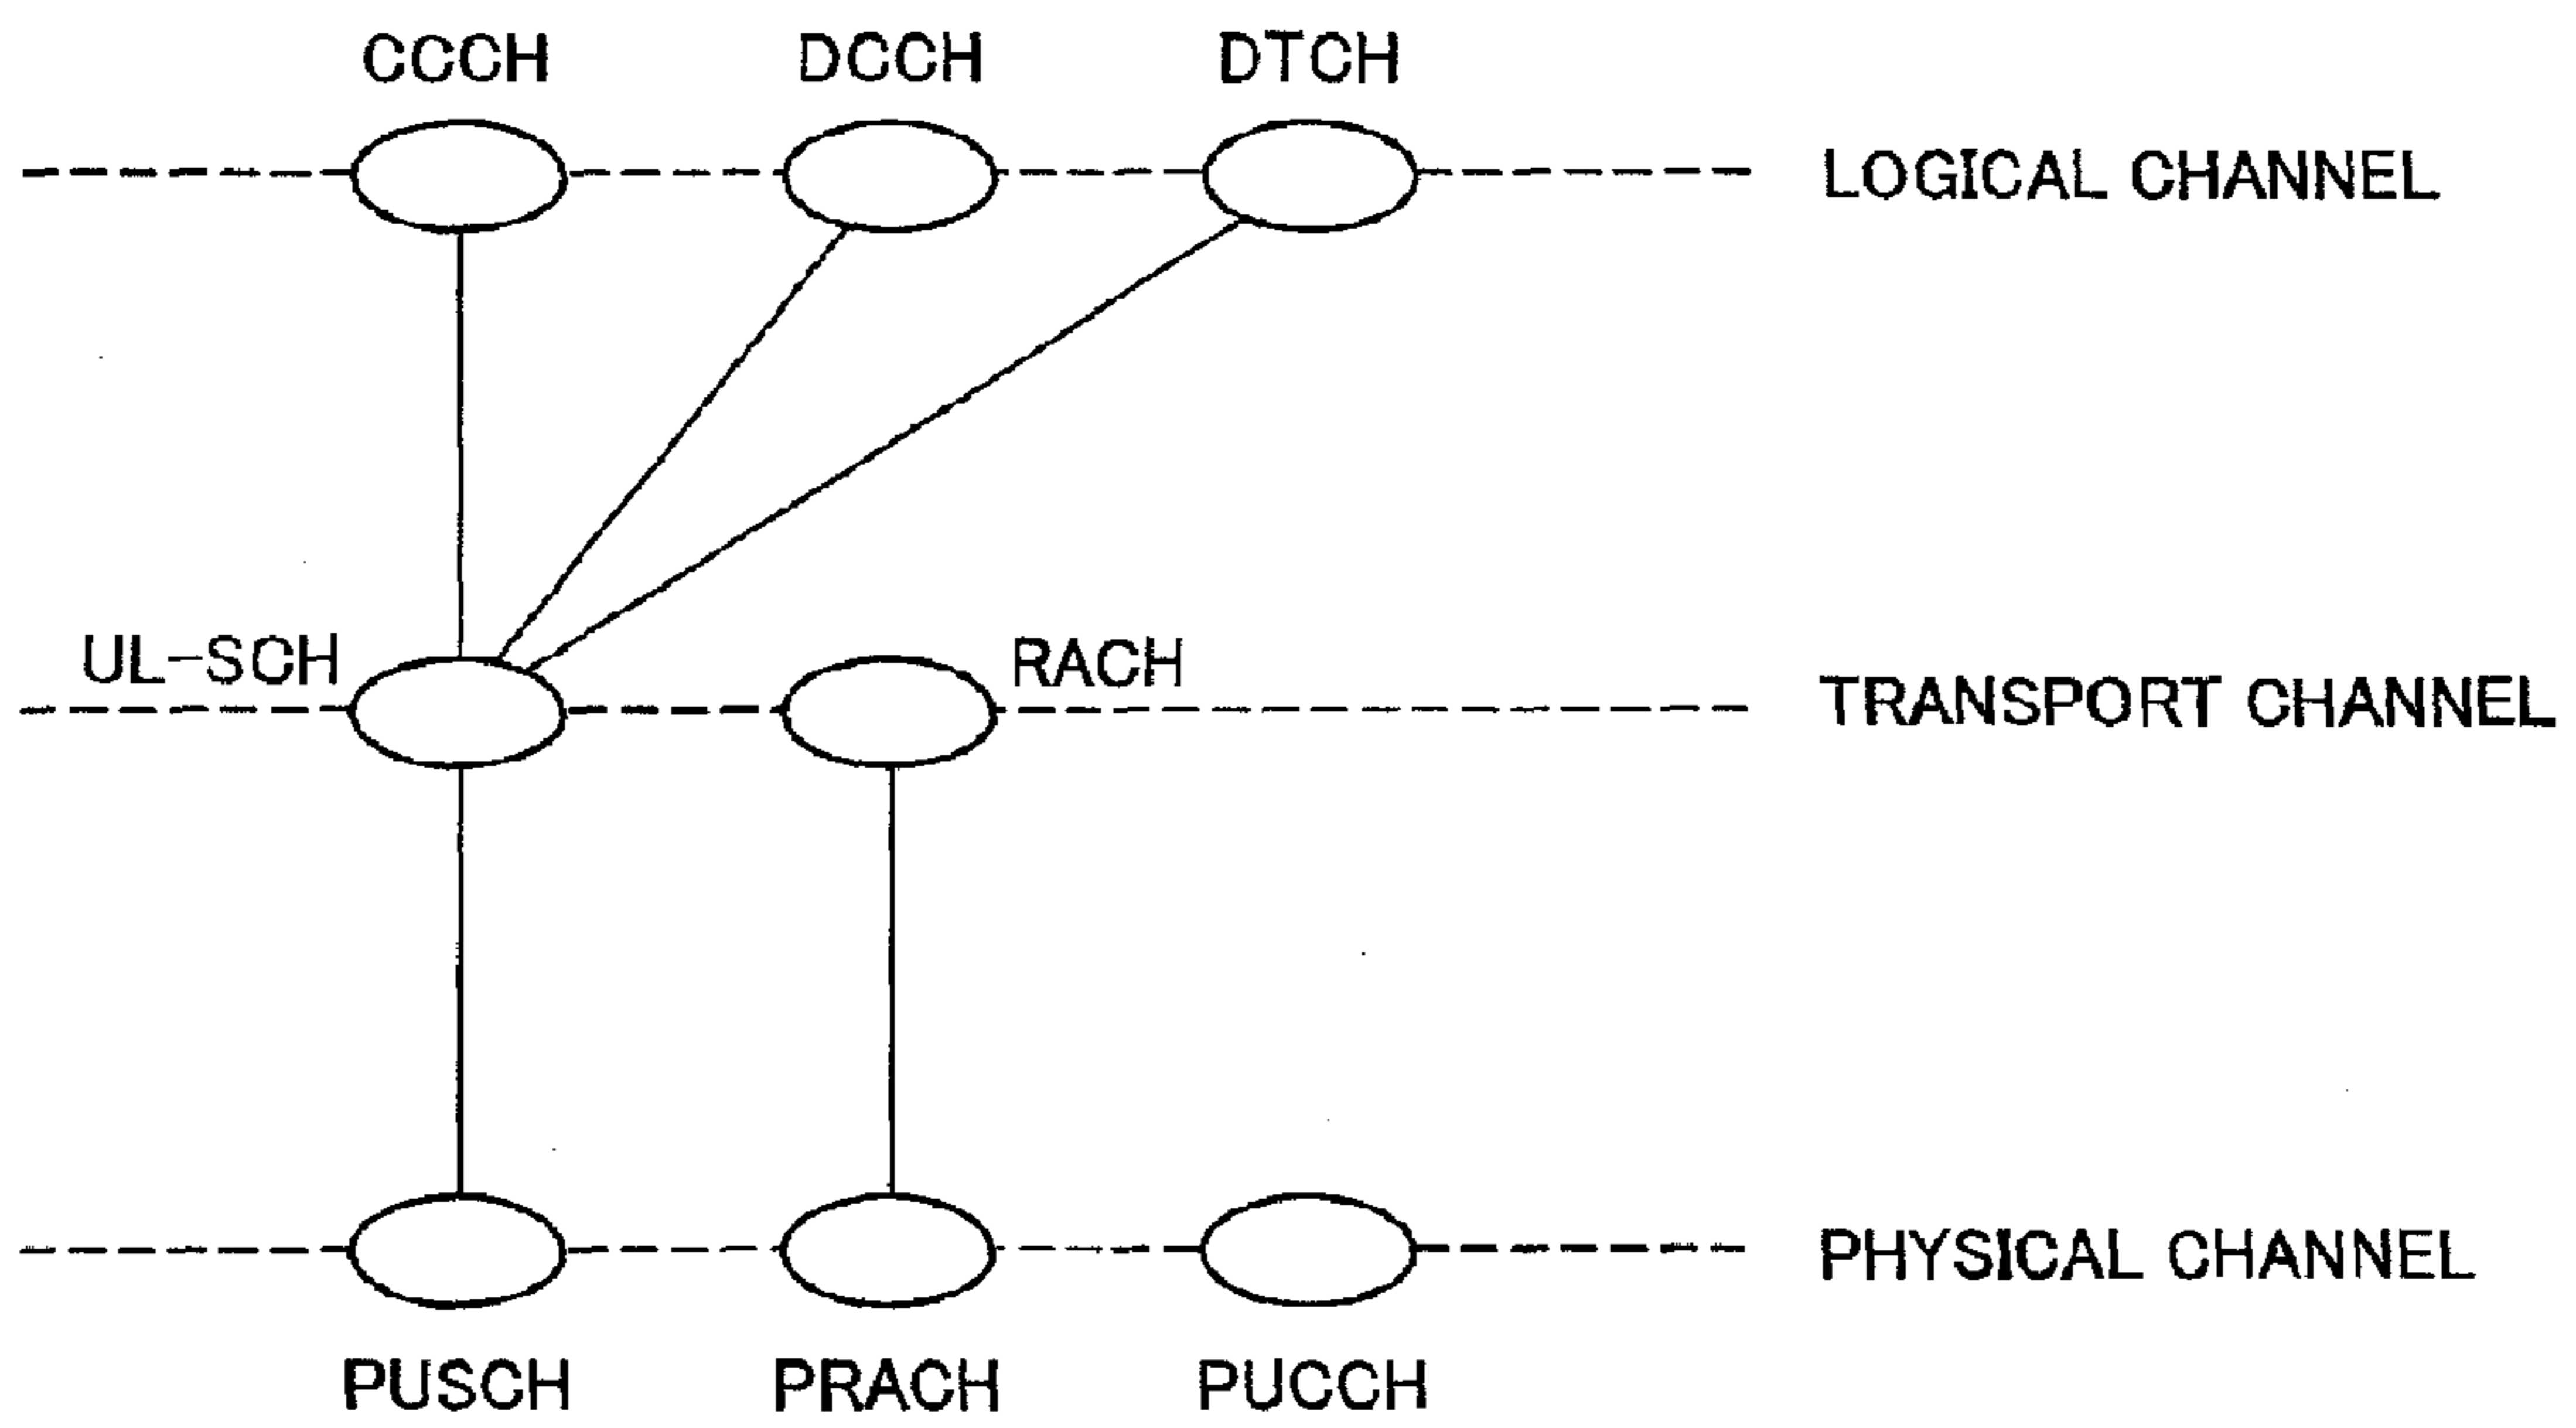 CCCH DCCH DTCH
LOGICAL CHANNEL
UL-SCH RACH
TRANSPORT CHANNEL
PHYSICAL CHANNEL
PUSCH PRACH PUCCH